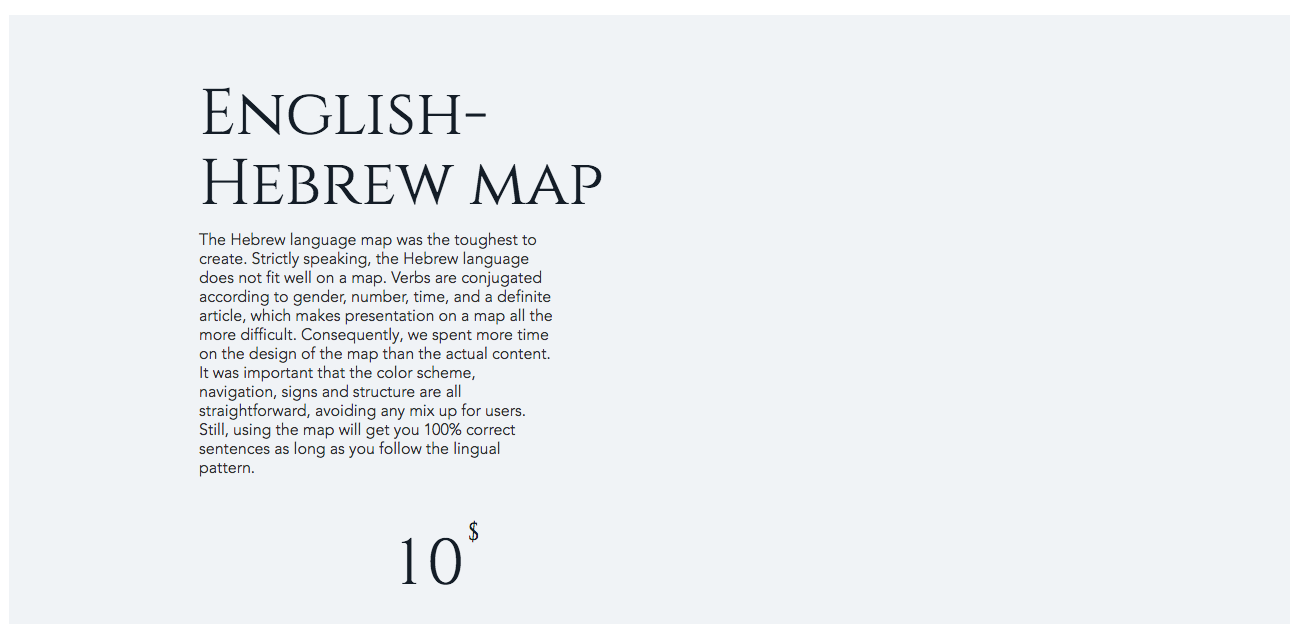 English-
Hebrew map
The Hebrew language map was the toughest to
create. Strictly speaking, the Hebrew language
does not fit well on a map. Verbs are conjugated
according to gender, number, time, and a definite
article, which makes presentation on a map all the
more difficult. Consequently, we spent more time
on the design of the map than the actual content.
It was important that the color scheme,
navigation, signs and structure are all
straightforward, avoiding any mix up for users.
Still, using the map will get you 100% correct
sentences as long as you follow the lingual
pattern.
10$